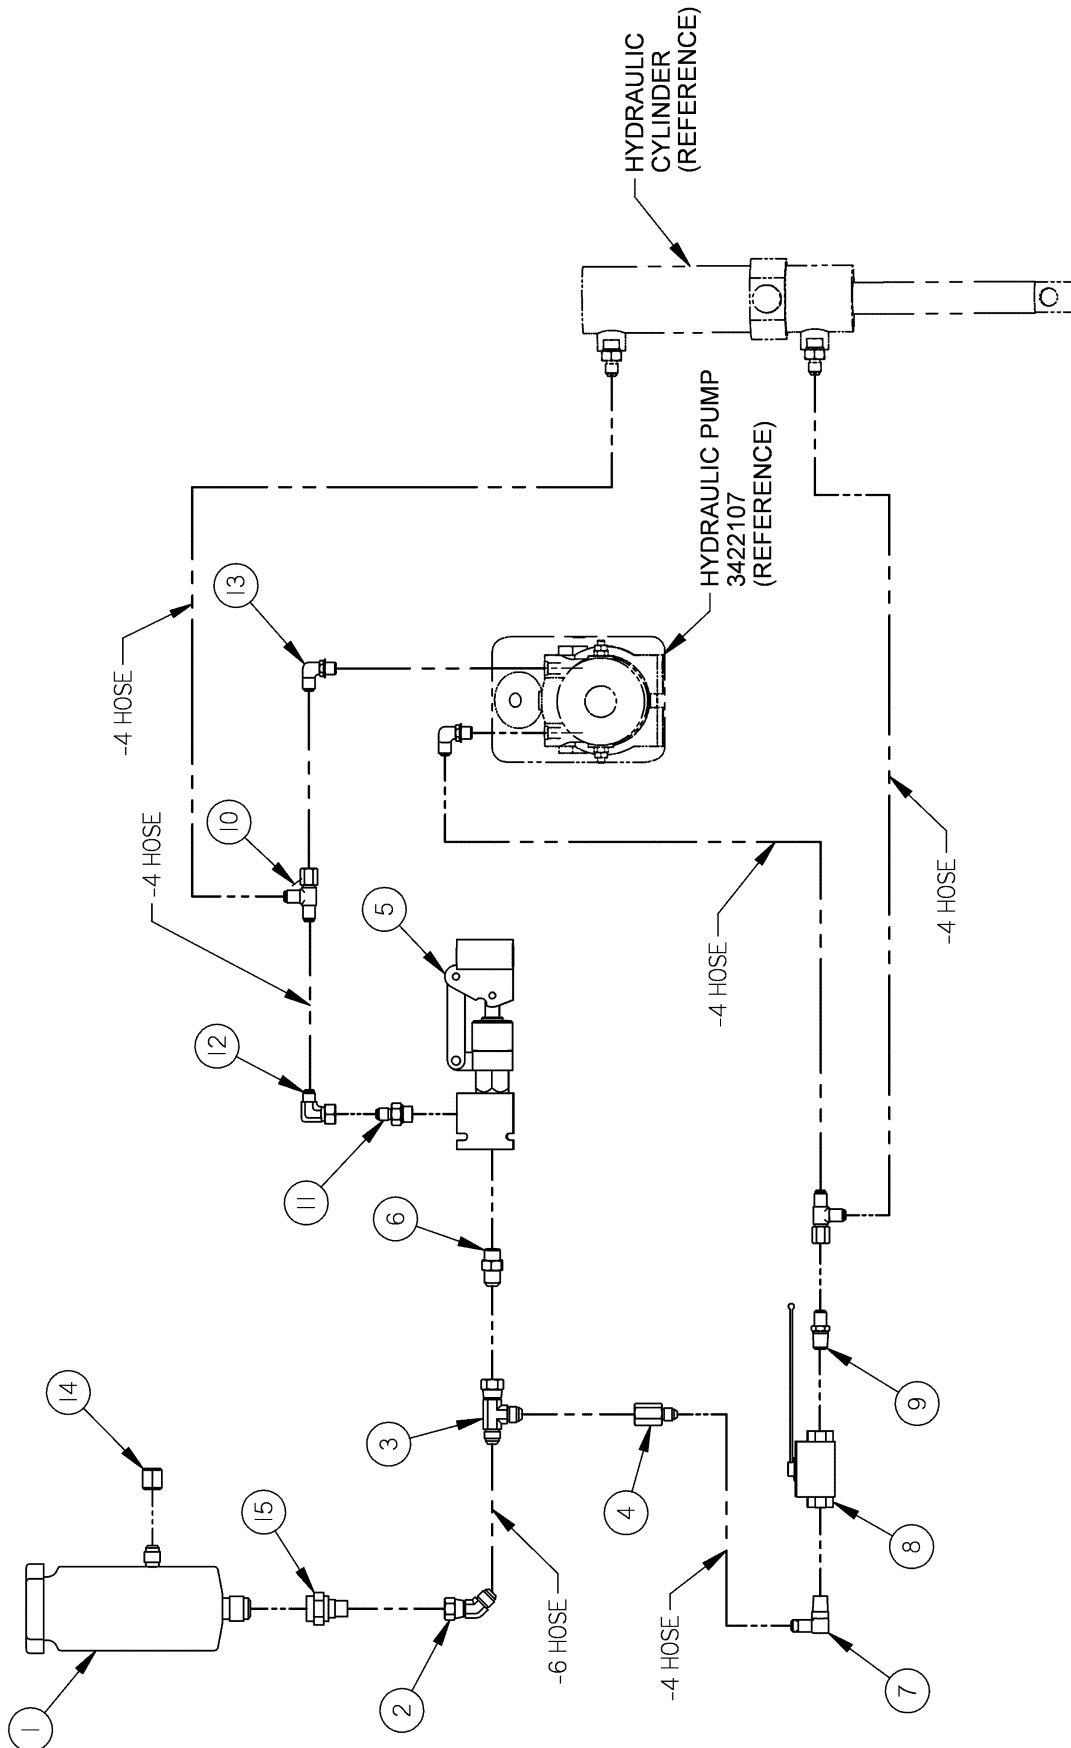 HYDRAULIC
CYLINDER
(REFERENCE)
-4 HOSE
13
HYDRAULIC PUMP
3422107
(REFERENCE)
-4 HOSE
10
5
-4 HOSE
-4 HOSE
12
11
6
14
3
9
15
4
8
1
2
-6 HOSE
-4 HOSE
7